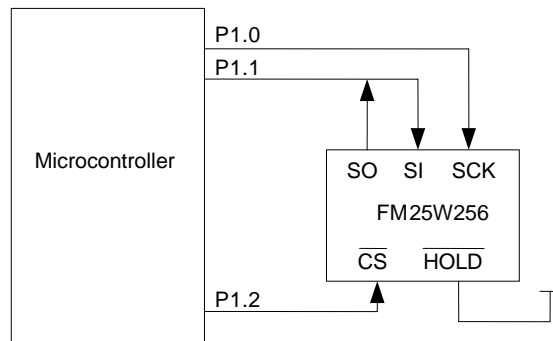 P1.0
P1.1
Microcontroller
SO SI SCK
FM25W256
CS HOLD
P1.2